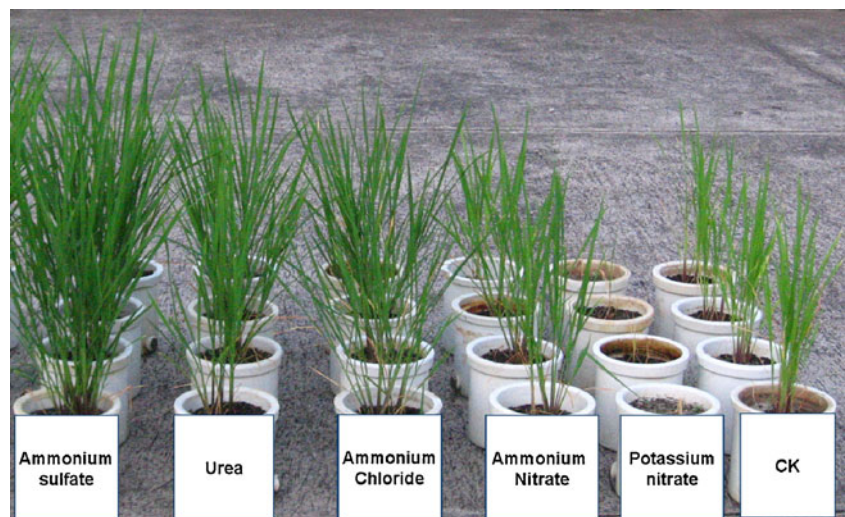 Ammonium
sulfate
Urea
Ammonium
Chloride
Ammonium
Nitrate
Potassium
nitrate
CK